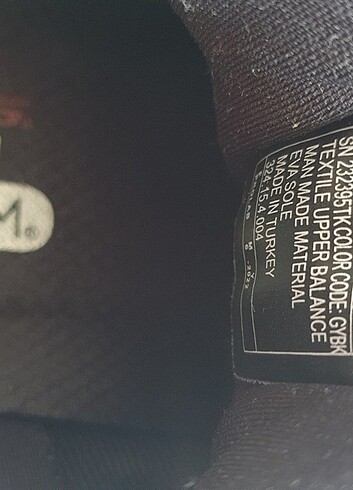 M®
SN 232395TK COLOR CODE: GYBK
TEXTILE UPPER BALANCE
MAN MADE MATERIAL
EVA SOLE
MADE IN TURKEY
324.15.4.004
M Y